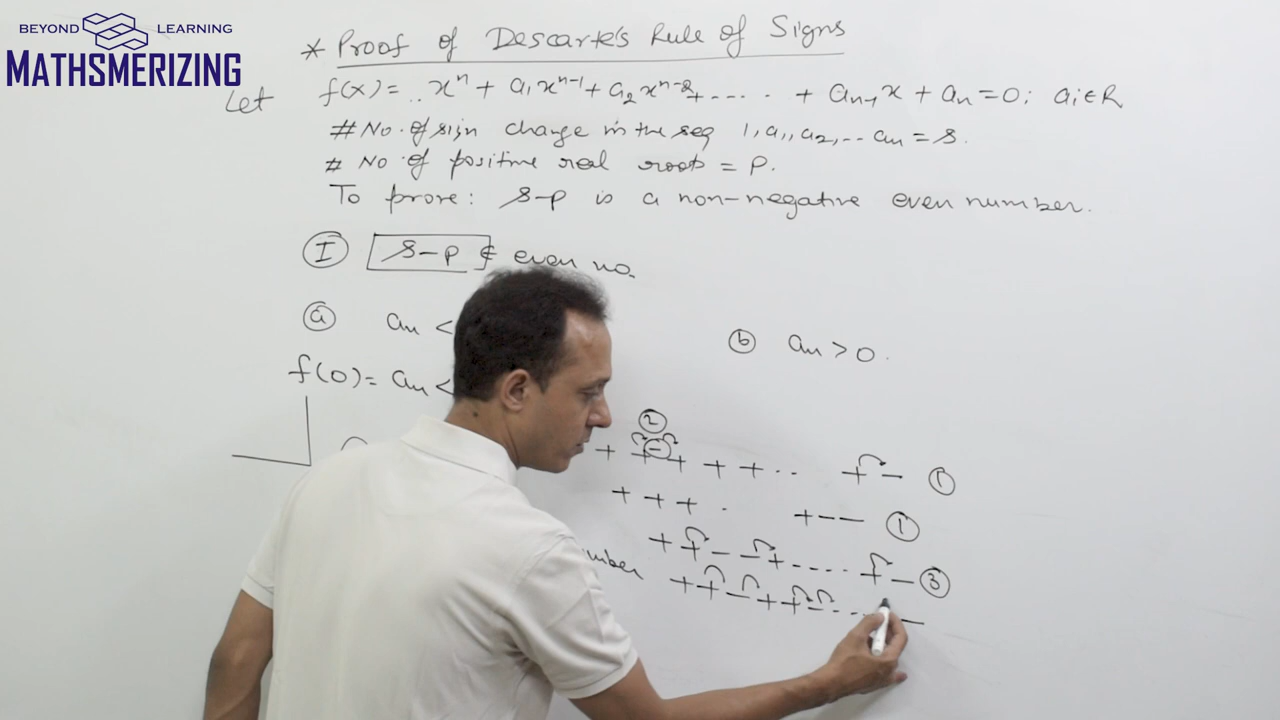 BEYOND LEARNING
MATHSMERIZING
* Proof of Descarte's Rule of Signs
Let f(x) = x^n + a₁x^{n-1} + a₂x^{n-2} + .... . + a_{n-1}x + a_n = 0; a_i ∈ R
# No. of sign change in the seq 1, a₁, a₂, ... a_n = s.
# No. of positive real roots = p.
To prove: s-p is a non-negative even number.
Ⓘ s-p ∈ even no.
ⓐ a_n <
ⓑ a_n > 0.
f(0) = a_n <
②
+ + + + + .. + - ①
+ + + . + - - ①
+ + - - + .... + - ③
+ + - + + - ... -